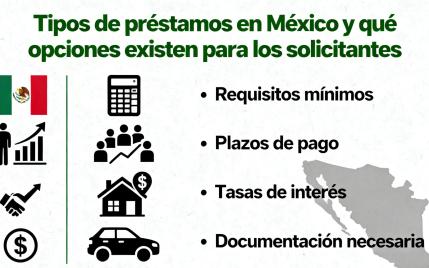 Tipos de préstamos en México y qué
opciones existen para los solicitantes
• Requisitos mínimos
• Plazos de pago
• Tasas de interés
• Documentación necesaria